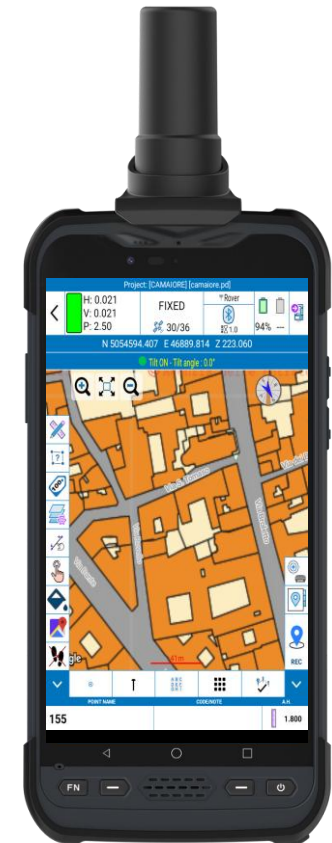 Project: [CAMAIORE] [camaiore.pd]
H: 0.021
V: 0.021
P: 2.50
FIXED
30/36
Rover
1.0
94% ---
N 5054594.407 E 46889.814 Z 223.060
Tilt ON - Tilt angle : 0.0°
?
100
gle
REC
POINT NAME CODE/NOTE A.H.
155 1.800
FN